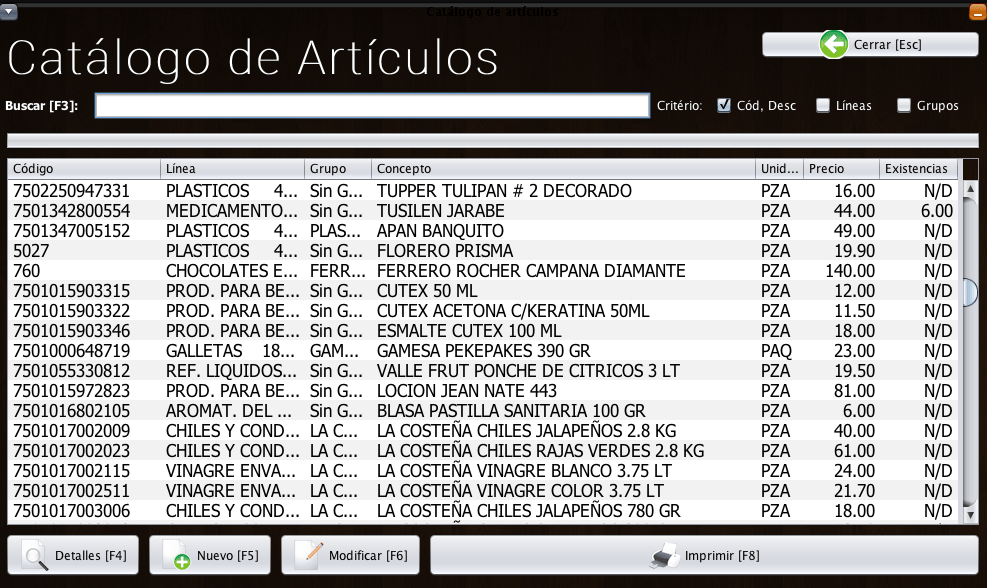 Catálogo de artículos
Catálogo de Artículos
Cerrar [Esc]
Buscar [F3]: Critério: Cód, Desc Líneas Grupos
Código Línea Grupo Concepto Unid... Precio Existencias
7502250947331 PLASTICOS 4... Sin G... TUPPER TULIPAN # 2 DECORADO PZA 16.00 N/D
7501342800554 MEDICAMENTO... Sin G... TUSILEN JARABE PZA 44.00 6.00
7501347005152 PLASTICOS 4... PLAS... APAN BANQUITO PZA 49.00 N/D
5027 PLASTICOS 4... Sin G... FLORERO PRISMA PZA 19.90 N/D
760 CHOCOLATES E... FERR... FERRERO ROCHER CAMPANA DIAMANTE PZA 140.00 N/D
7501015903315 PROD. PARA BE... Sin G... CUTEX 50 ML PZA 12.00 N/D
7501015903322 PROD. PARA BE... Sin G... CUTEX ACETONA C/KERATINA 50ML PZA 11.50 N/D
7501015903346 PROD. PARA BE... Sin G... ESMALTE CUTEX 100 ML PZA 18.00 N/D
7501000648719 GALLETAS 18... GAM... GAMESA PEKEPAKES 390 GR PAQ 23.00 N/D
7501055330812 REF. LIQUIDOS... Sin G... VALLE FRUT PONCHE DE CITRICOS 3 LT PZA 19.50 N/D
7501015972823 PROD. PARA BE... Sin G... LOCION JEAN NATE 443 PZA 81.00 N/D
7501016802105 AROMAT. DEL ... Sin G... BLASA PASTILLA SANITARIA 100 GR PZA 6.00 N/D
7501017002009 CHILES Y COND... LA C... LA COSTEÑA CHILES JALAPEÑOS 2.8 KG PZA 40.00 N/D
7501017002023 CHILES Y COND... LA C... LA COSTEÑA CHILES RAJAS VERDES 2.8 KG PZA 61.00 N/D
7501017002115 VINAGRE ENVA... LA C... LA COSTEÑA VINAGRE BLANCO 3.75 LT PZA 24.00 N/D
7501017002511 VINAGRE ENVA... LA C... LA COSTEÑA VINAGRE COLOR 3.75 LT PZA 21.70 N/D
7501017003006 CHILES Y COND... LA C... LA COSTEÑA CHILES JALAPEÑOS 780 GR PZA 18.00 N/D
Detalles [F4] Nuevo [F5] Modificar [F6] Imprimir [F8]